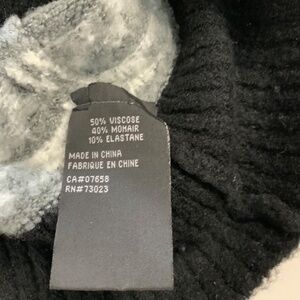 50% VISCOSE
40% MOHAIR
10% ELASTANE
MADE IN CHINA
FABRIQUE EN CHINE
CA#07658
RN#73023